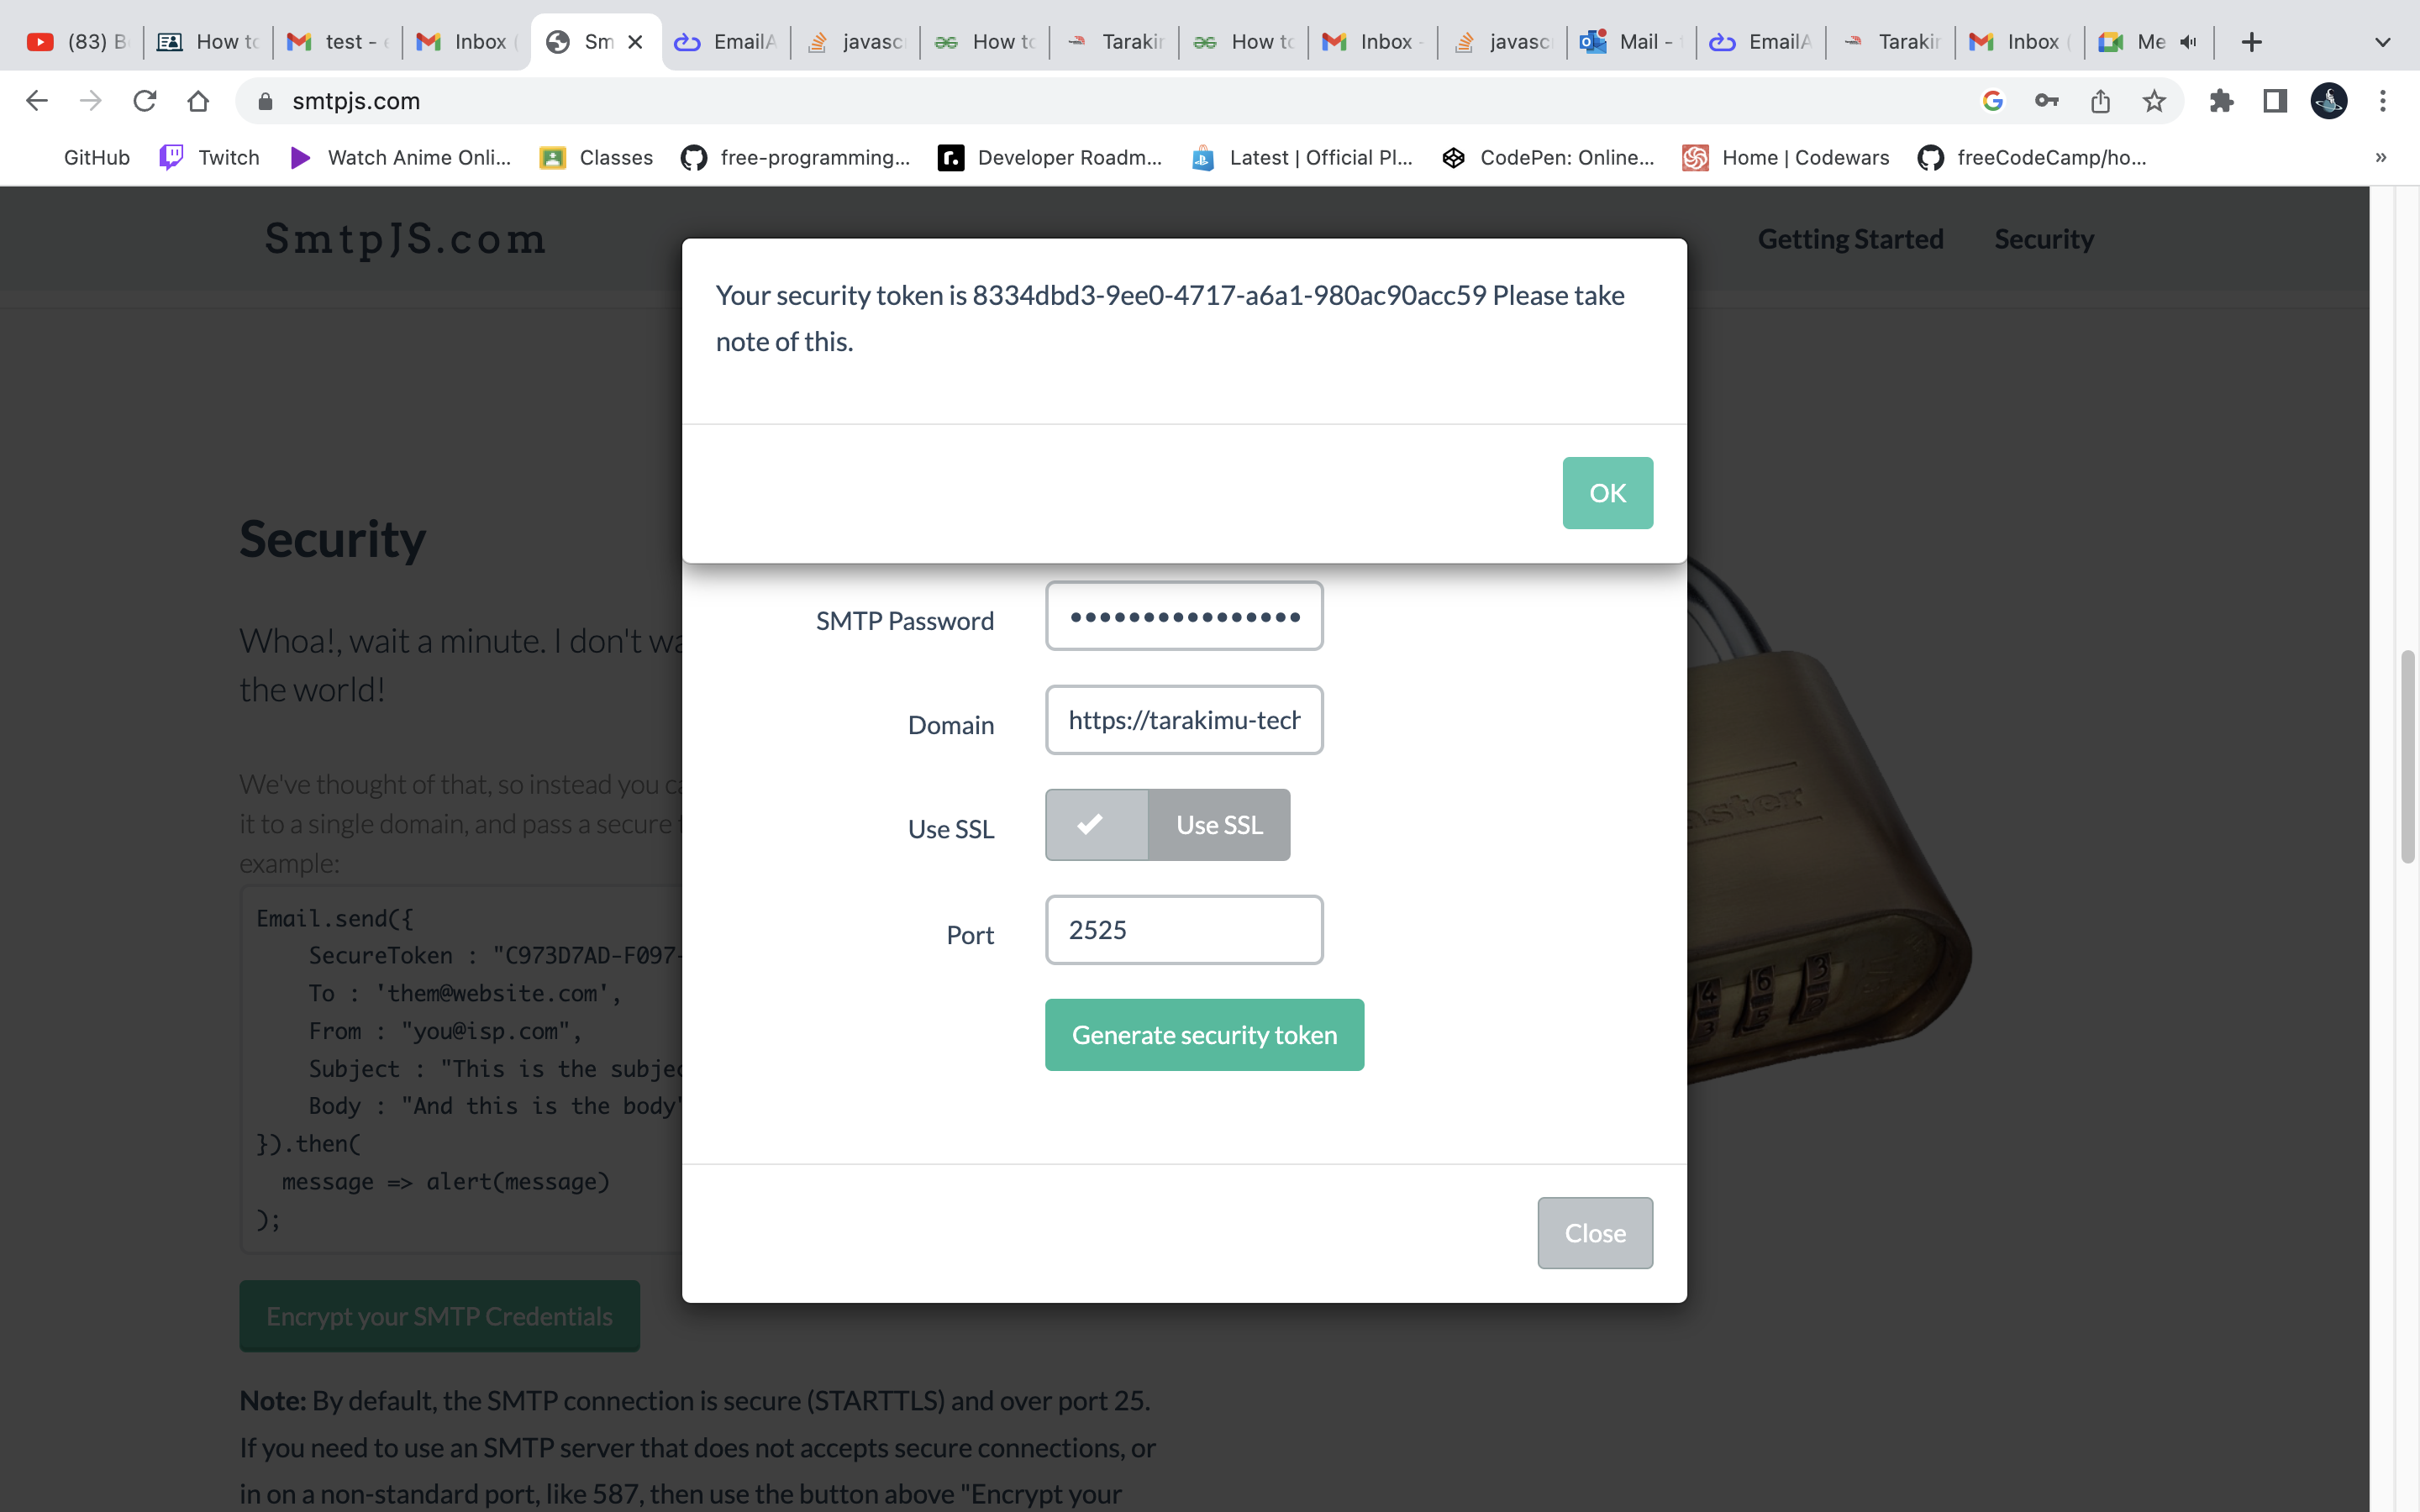 (83) B
How to
test -
Inbox
Sm
EmailA
javasc
How to
Tarakir
How to
Inbox
javasc
Mail -
EmailA
Tarakir
Inbox
Me
smtpjs.com
GitHub
Twitch
Watch Anime Onli...
Classes
free-programming...
Developer Roadm...
Latest | Official Pl...
CodePen: Online...
Home | Codewars
freeCodeCamp/ho...
»
SmtpJS.com
Getting Started
Security
Your security token is 8334dbd3-9ee0-4717-a6a1-980ac90acc59 Please take
note of this.
OK
Security
Whoa!, wait a minute. I don't wa
the world!
We've thought of that, so instead you ca
it to a single domain, and pass a secure
example:
Email.send({
SecureToken : "C973D7AD-F097-
To : 'them@website.com',
From : "you@isp.com",
Subject : "This is the subjec
Body : "And this is the body"
}).then(
message => alert(message)
);
Encrypt your SMTP Credentials
Note: By default, the SMTP connection is secure (STARTTLS) and over port 25.
If you need to use an SMTP server that does not accepts secure connections, or
in on a non-standard port, like 587, then use the button above "Encrypt your
SMTP Password
Domain
https://tarakimu-tech
Use SSL
Use SSL
Port
2525
Generate security token
Close
aster
4 6 3